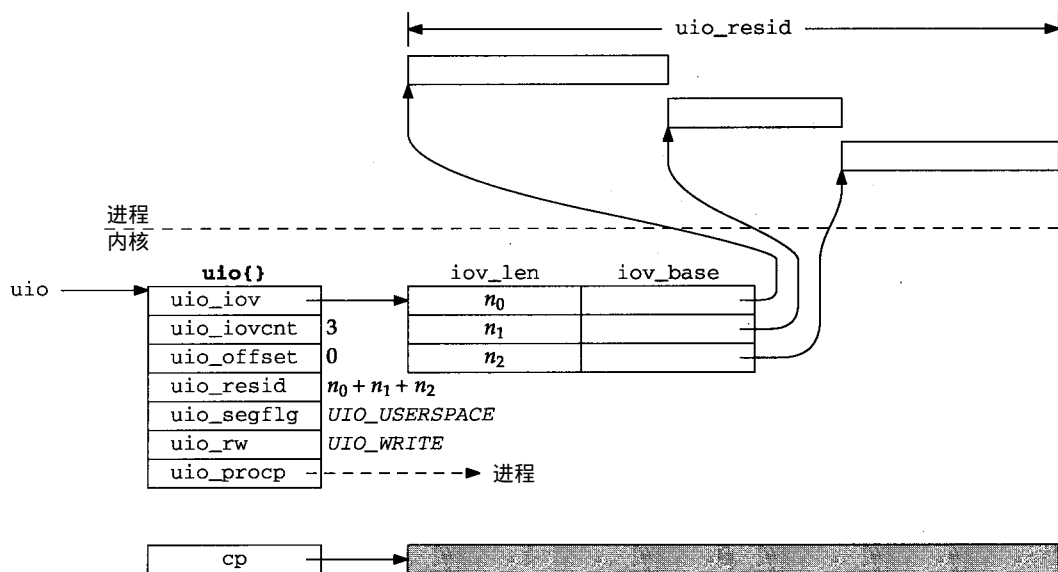 uio_resid
进程
内核
uio{}
iov_len iov_base
uio
uio_iov n₀
uio_iovcnt 3 n₁
uio_offset 0 n₂
uio_resid n₀ + n₁ + n₂
uio_segflg UIO_USERSPACE
uio_rw UIO_WRITE
uio_procp 进程
cp